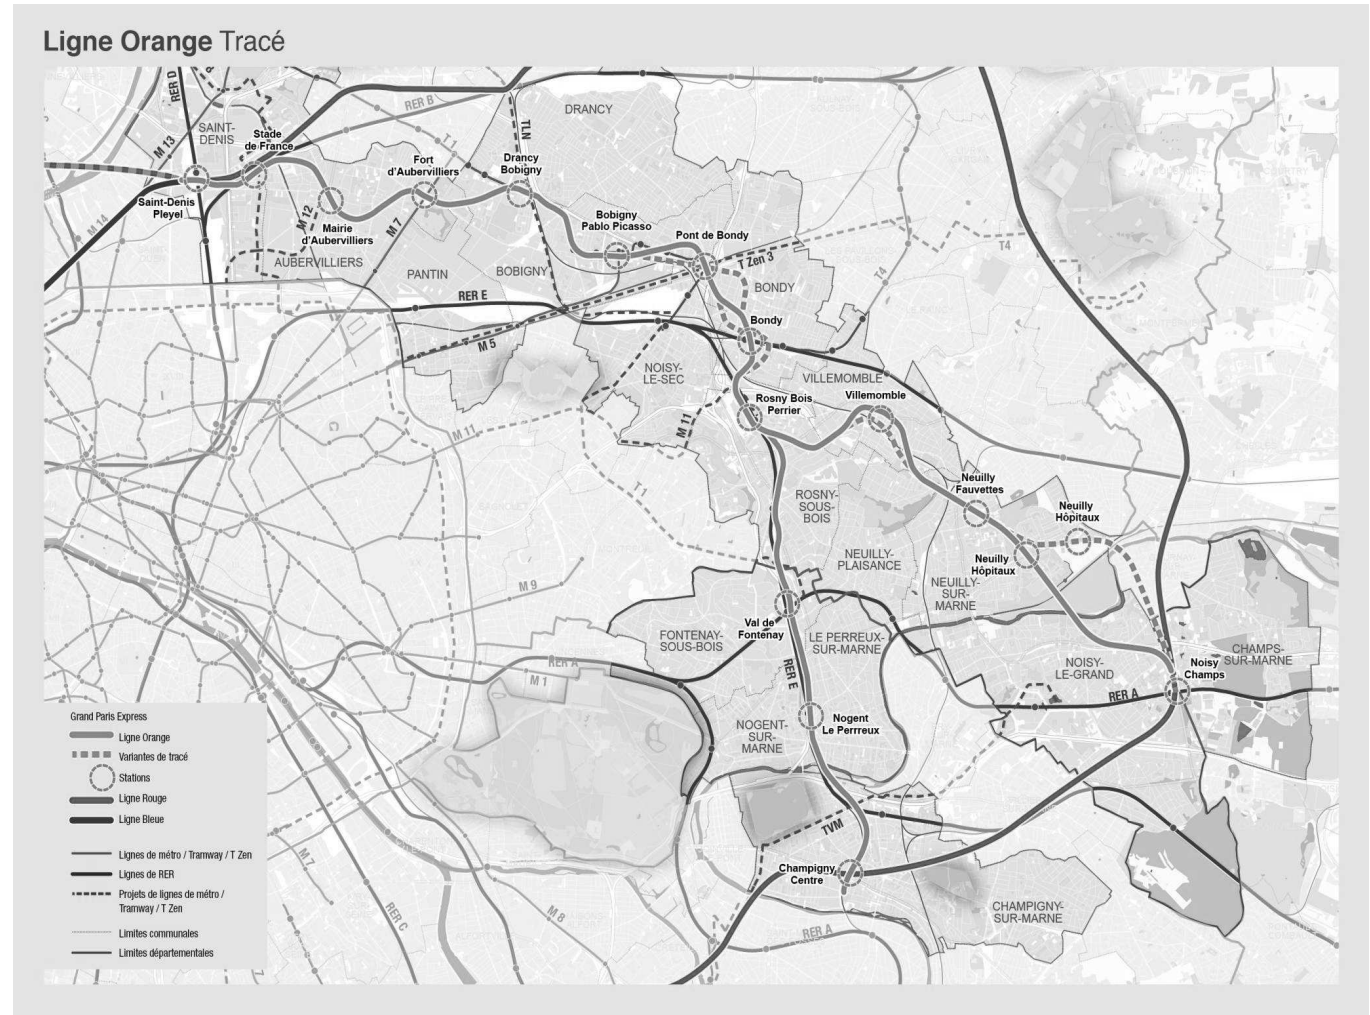 Ligne Orange Tracé
RER D
RER B
DRANCY
SAINT-
DENIS
Stade
de France
M 13
T 1
TLN
Fort
d'Aubervilliers
Drancy
Bobigny
Saint-Denis
Pleyel
M 14
M 12
Mairie
d'Aubervilliers
M 7
Bobigny
Pablo Picasso
Pont de Bondy
T Zen 3
T4
T4
AUBERVILLIERS
PANTIN
BOBIGNY
BONDY
RER E
Bondy
M 5
NOISY-
LE-SEC
VILLEMOMBLE
Villemomble
Rosny Bois
Perrier
M 11
M 11
T 1
ROSNY-
SOUS-
BOIS
Neuilly
Fauvettes
Neuilly
Hôpitaux
Neuilly
Hôpitaux
NEUILLY-
PLAISANCE
NEUILLY-
SUR-
MARNE
M 9
Val de
Fontenay
FONTENAY-
SOUS-BOIS
LE PERREUX-
SUR-MARNE
RER E
RER A
M 1
NOISY-
LE-GRAND
RER A
Noisy
Champs
CHAMPS-
SUR-MARNE
NOGENT-
SUR-
MARNE
Nogent
Le Perrreux
TVM
Champigny
Centre
CHAMPIGNY-
SUR-MARNE
RER A
M 7
RER C
M 8
Grand Paris Express
Ligne Orange
Variantes de tracé
Stations
Ligne Rouge
Ligne Bleue
Lignes de métro / Tramway / T Zen
Lignes de RER
Projets de lignes de métro /
Tramway / T Zen
Limites communales
Limites départementales